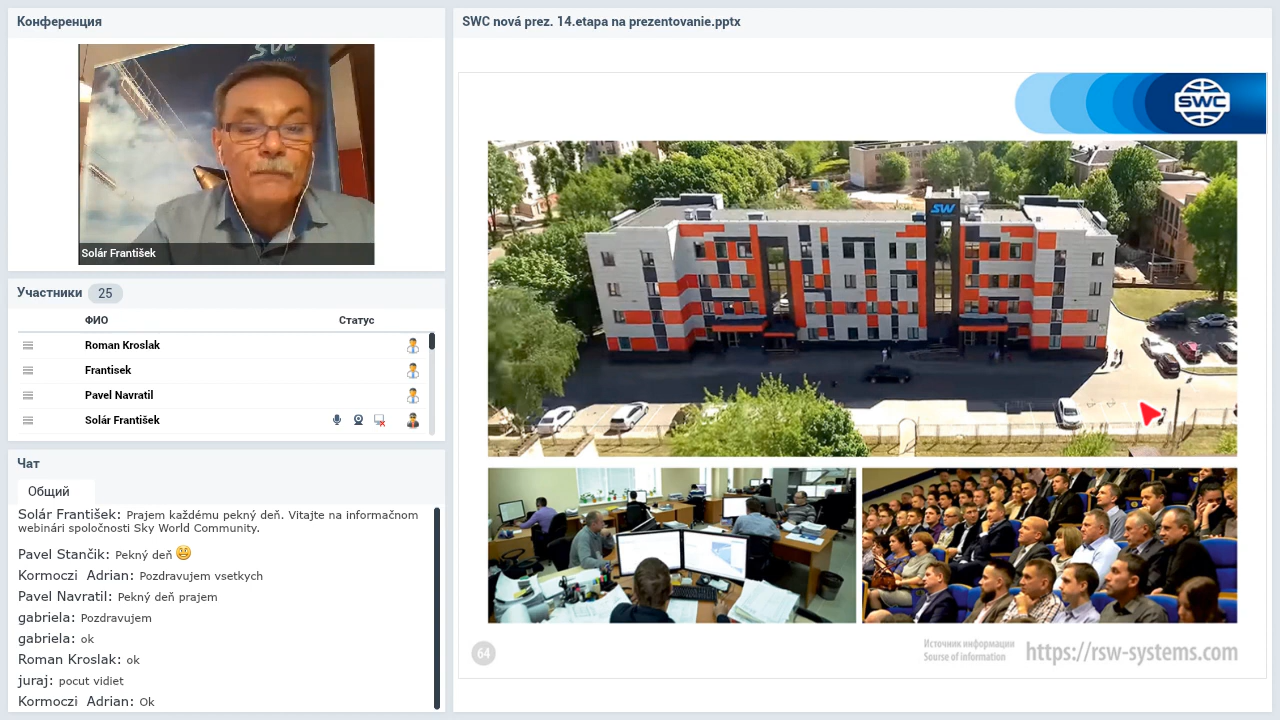 Конференция
Solár František
Участники 25
ФИО Статус
Roman Kroslak
Frantisek
Pavel Navratil
Solár František
Чат
Общий
Solár František: Prajem každému pekný deň. Vitajte na informačnom
webinári spoločnosti Sky World Community.
Pavel Stančik: Pekný deň
Kormoczi Adrian: Pozdravujem vsetkych
Pavel Navratil: Pekný deň prajem
gabriela: Pozdravujem
gabriela: ok
Roman Kroslak: ok
juraj: pocut vidiet
Kormoczi Adrian: Ok
SWC nová prez. 14.etapa na prezentovanie.pptx
SWC
SW
64
Источник информации
Sourse of information
https://rsw-systems.com